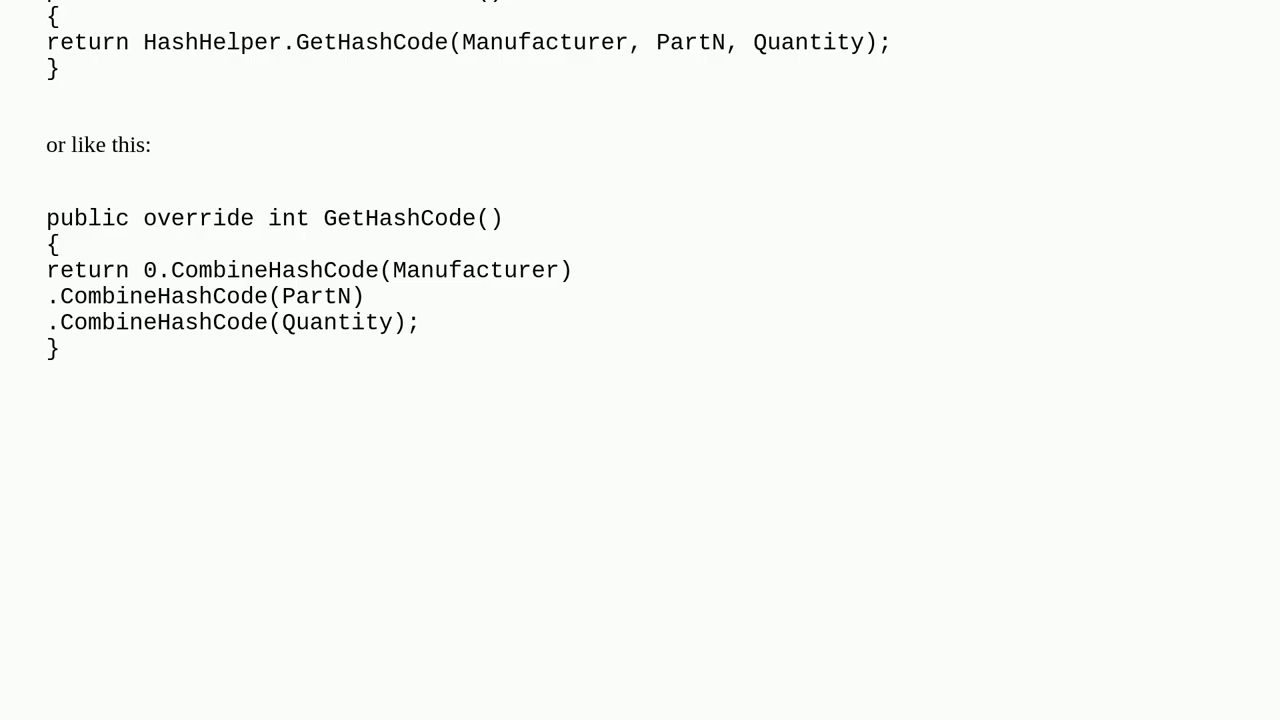 {
return HashHelper.GetHashCode(Manufacturer, PartN, Quantity);
}
or like this:
public override int GetHashCode()
{
return 0.CombineHashCode(Manufacturer)
.CombineHashCode(PartN)
.CombineHashCode(Quantity);
}